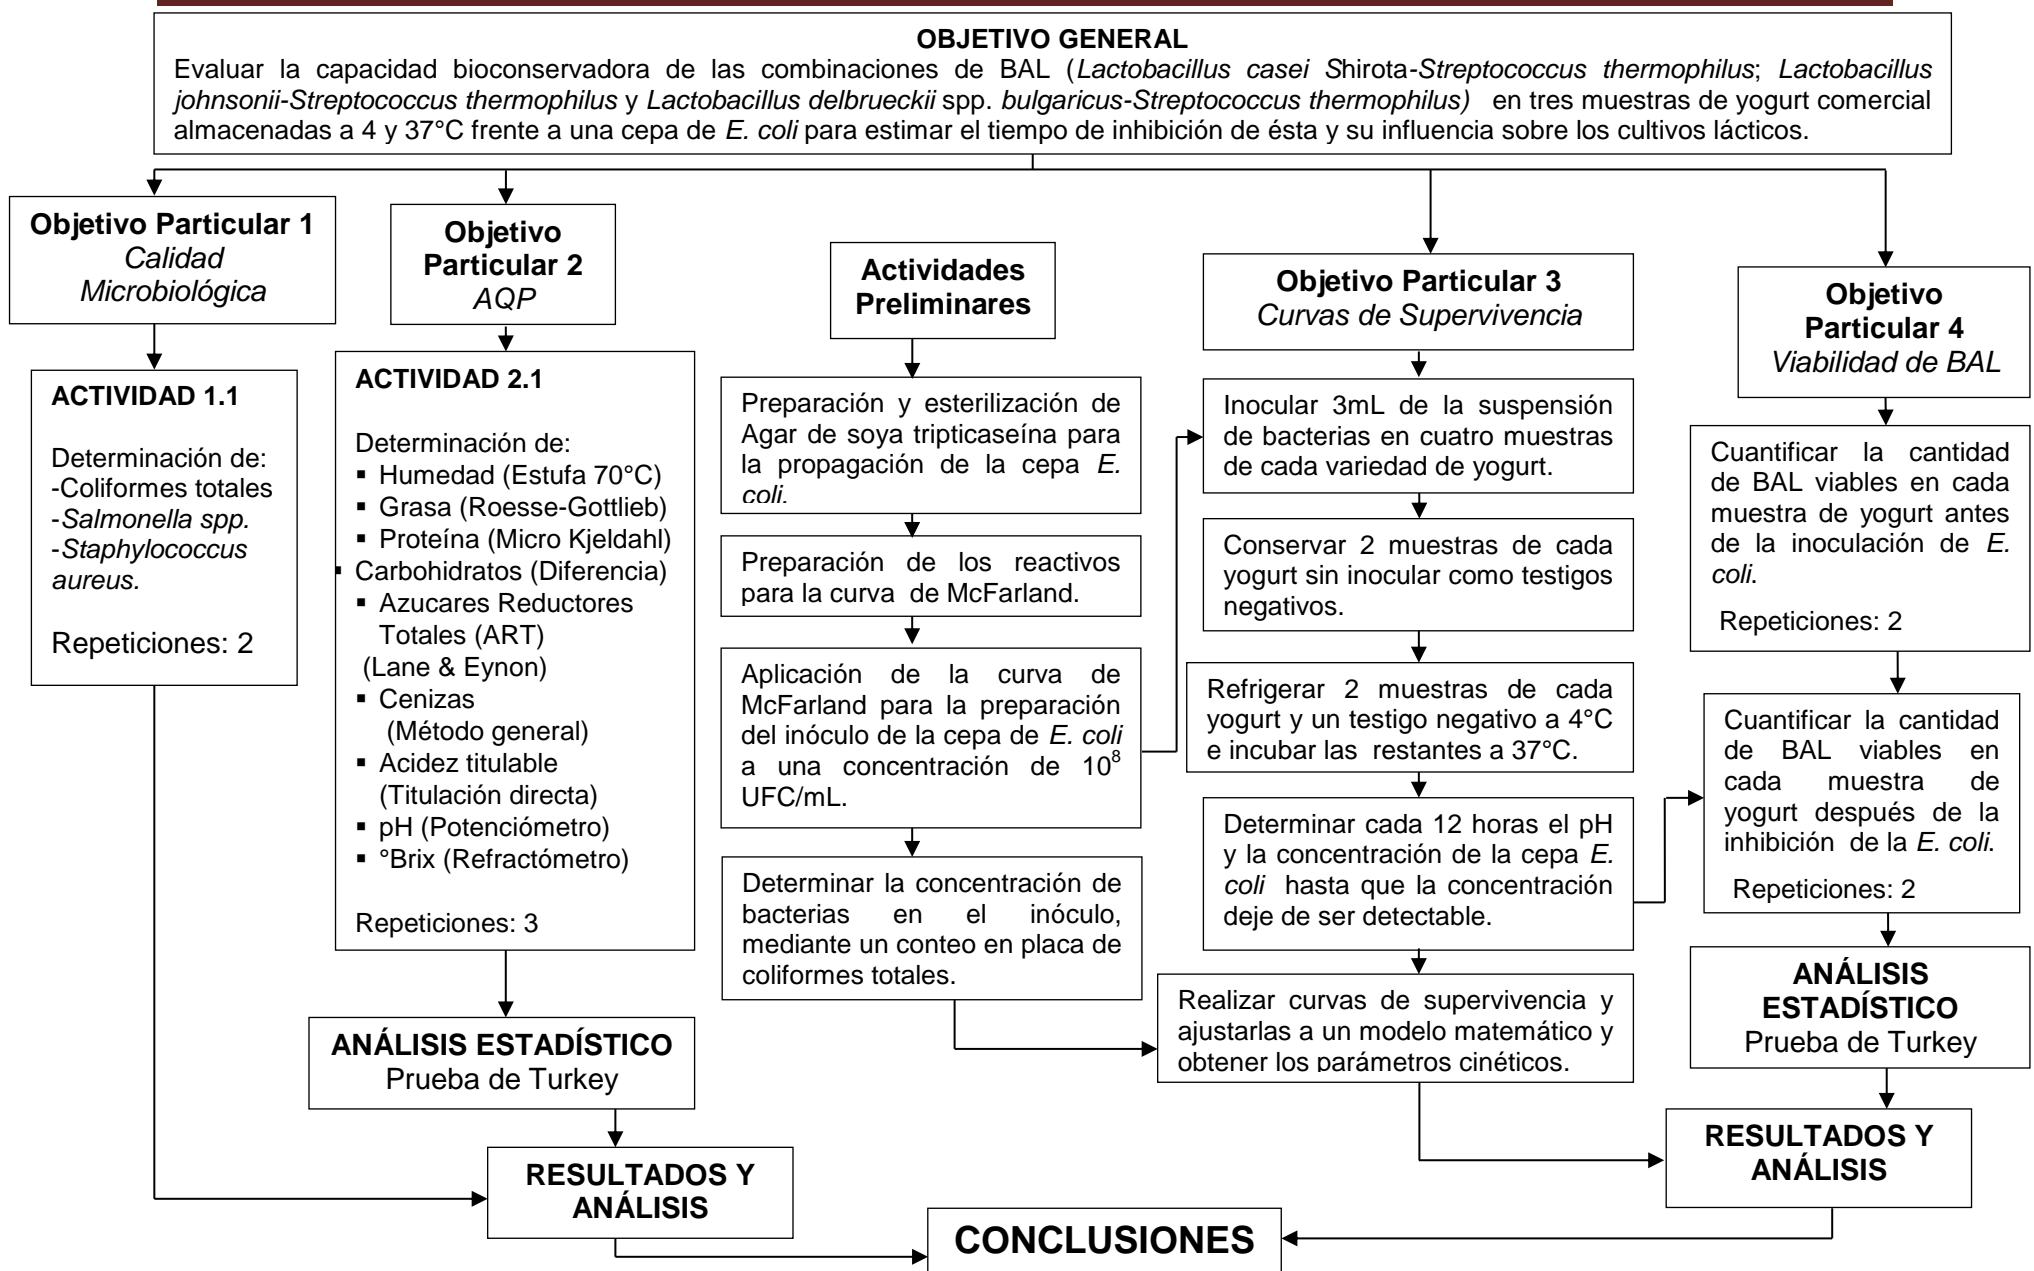 OBJETIVO GENERAL
Evaluar la capacidad bioconservadora de las combinaciones de BAL (Lactobacillus casei Shirota-Streptococcus thermophilus; Lactobacillus
johnsonii-Streptococcus thermophilus y Lactobacillus delbrueckii spp. bulgaricus-Streptococcus thermophilus) en tres muestras de yogurt comercial
almacenadas a 4 y 37°C frente a una cepa de E. coli para estimar el tiempo de inhibición de ésta y su influencia sobre los cultivos lácticos.
Objetivo Particular 1
Calidad
Microbiológica
ACTIVIDAD 1.1
Determinación de:
-Coliformes totales
-Salmonella spp.
-Staphylococcus
aureus.
Repeticiones: 2
Objetivo
Particular 2
AQP
ACTIVIDAD 2.1
Determinación de:
▪ Humedad (Estufa 70°C)
▪ Grasa (Roesse-Gottlieb)
▪ Proteína (Micro Kjeldahl)
▪ Carbohidratos (Diferencia)
▪ Azucares Reductores
Totales (ART)
(Lane & Eynon)
▪ Cenizas
(Método general)
▪ Acidez titulable
(Titulación directa)
▪ pH (Potenciómetro)
▪ °Brix (Refractómetro)
Repeticiones: 3
ANÁLISIS ESTADÍSTICO
Prueba de Turkey
RESULTADOS Y
ANÁLISIS
Actividades
Preliminares
Preparación y esterilización de
Agar de soya tripticaseína para
la propagación de la cepa E.
coli.
Preparación de los reactivos
para la curva de McFarland.
Aplicación de la curva de
McFarland para la preparación
del inóculo de la cepa de E. coli
a una concentración de 10⁸
UFC/mL.
Determinar la concentración de
bacterias en el inóculo,
mediante un conteo en placa de
coliformes totales.
Objetivo Particular 3
Curvas de Supervivencia
Inocular 3mL de la suspensión
de bacterias en cuatro muestras
de cada variedad de yogurt.
Conservar 2 muestras de cada
yogurt sin inocular como testigos
negativos.
Refrigerar 2 muestras de cada
yogurt y un testigo negativo a 4°C
e incubar las restantes a 37°C.
Determinar cada 12 horas el pH
y la concentración de la cepa E.
coli hasta que la concentración
deje de ser detectable.
Realizar curvas de supervivencia y
ajustarlas a un modelo matemático y
obtener los parámetros cinéticos.
Objetivo
Particular 4
Viabilidad de BAL
Cuantificar la cantidad
de BAL viables en cada
muestra de yogurt antes
de la inoculación de E.
coli.
Repeticiones: 2
Cuantificar la cantidad
de BAL viables en
cada muestra de
yogurt después de la
inhibición de la E. coli.
Repeticiones: 2
ANÁLISIS
ESTADÍSTICO
Prueba de Turkey
RESULTADOS Y
ANÁLISIS
CONCLUSIONES